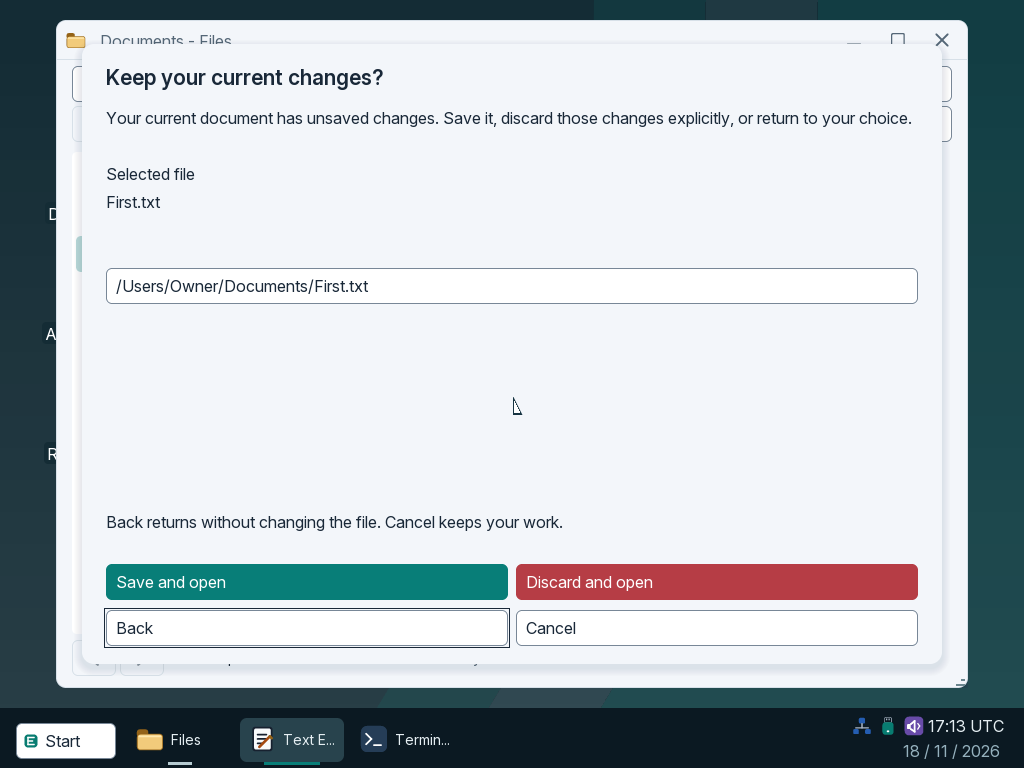 Documents - Files
Keep your current changes?
Your current document has unsaved changes. Save it, discard those changes explicitly, or return to your choice.
Selected file
First.txt
/Users/Owner/Documents/First.txt
Back returns without changing the file. Cancel keeps your work.
Save and open
Discard and open
Back
Cancel
Start
Files
Text E...
Termin...
17:13 UTC
18 / 11 / 2026